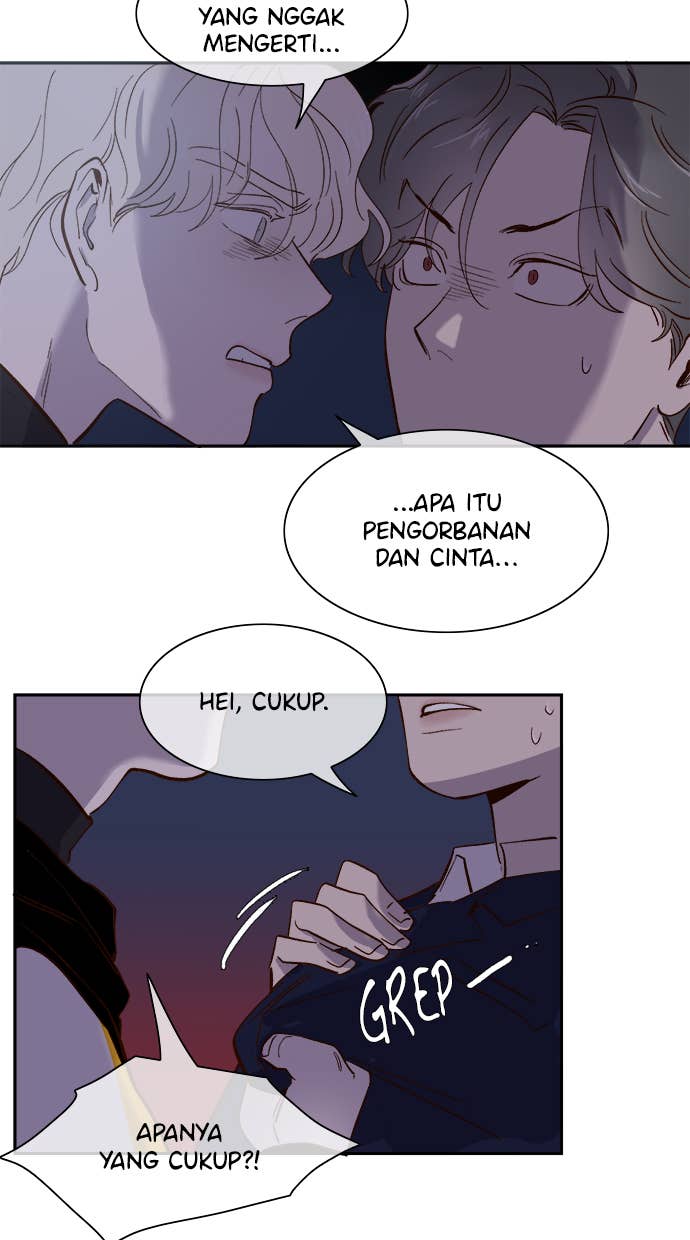 YANG NGGAK
MENGERTI...
...APA ITU
PENGORBANAN
DAN CINTA...
HEI, CUKUP.
GREP—
APANYA
YANG CUKUP?!